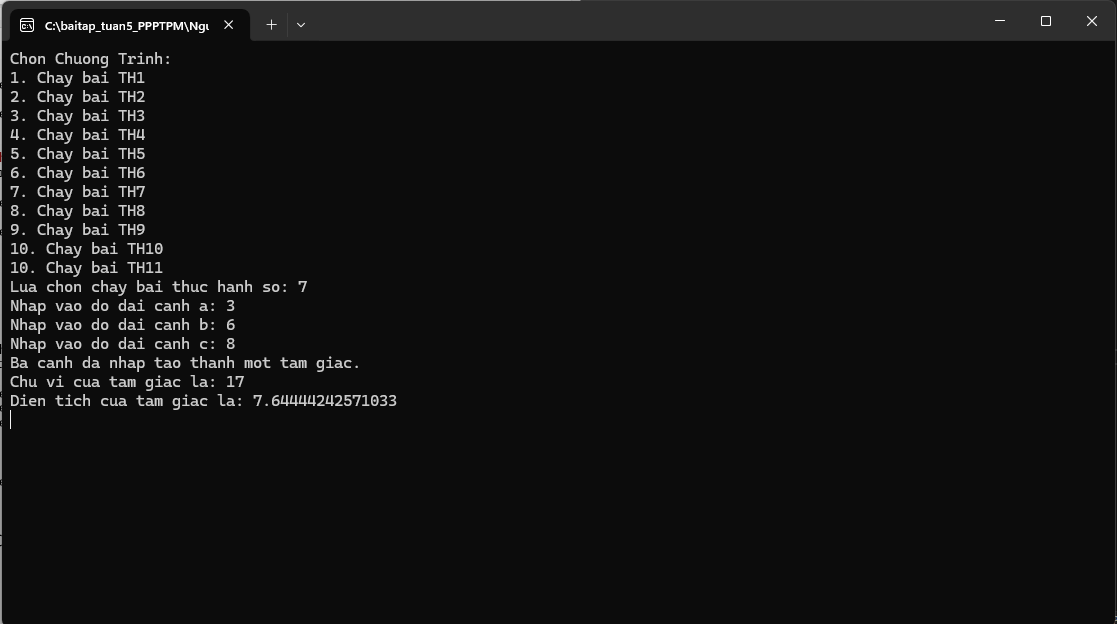 C:\baitap_tuan5_PPPTPM\Ngu
Chon Chuong Trinh:
1. Chay bai TH1
2. Chay bai TH2
3. Chay bai TH3
4. Chay bai TH4
5. Chay bai TH5
6. Chay bai TH6
7. Chay bai TH7
8. Chay bai TH8
9. Chay bai TH9
10. Chay bai TH10
10. Chay bai TH11
Lua chon chay bai thuc hanh so: 7
Nhap vao do dai canh a: 3
Nhap vao do dai canh b: 6
Nhap vao do dai canh c: 8
Ba canh da nhap tao thanh mot tam giac.
Chu vi cua tam giac la: 17
Dien tich cua tam giac la: 7.64444242571033